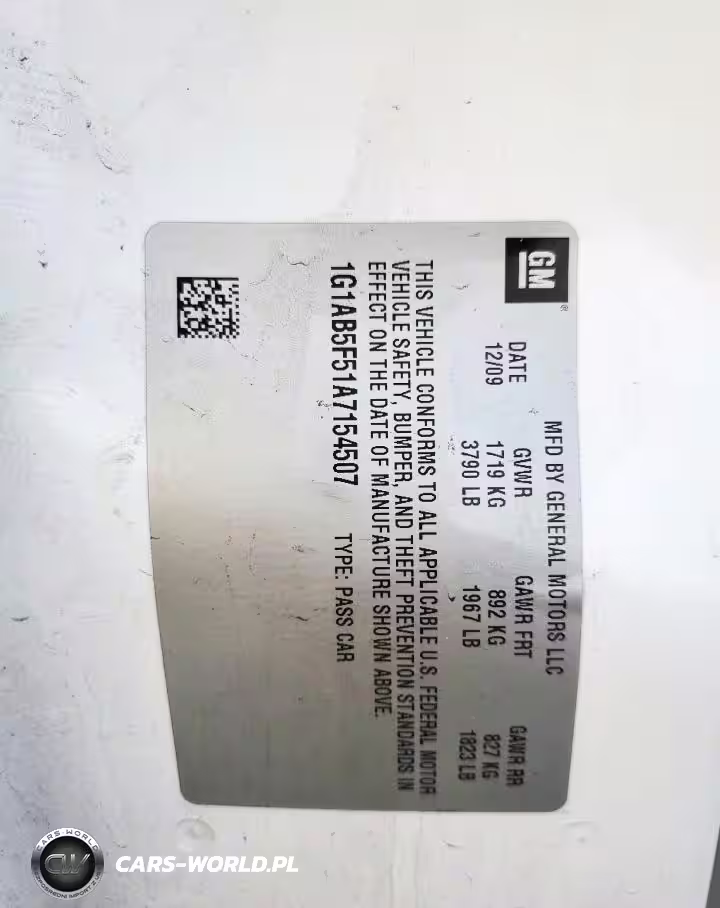 GM®
MFD BY GENERAL MOTORS LLC
DATE GVWR GAWR FRT GAWR RR
12/09 1719 KG 892 KG 827 KG
3790 LB 1967 LB 1823 LB
THIS VEHICLE CONFORMS TO ALL APPLICABLE U.S. FEDERAL MOTOR
VEHICLE SAFETY, BUMPER, AND THEFT PREVENTION STANDARDS IN
EFFECT ON THE DATE OF MANUFACTURE SHOWN ABOVE.
1G1AB5F51A7154507 TYPE: PASS CAR
CARS-WORLD
CW
CARS-WORLD.PL